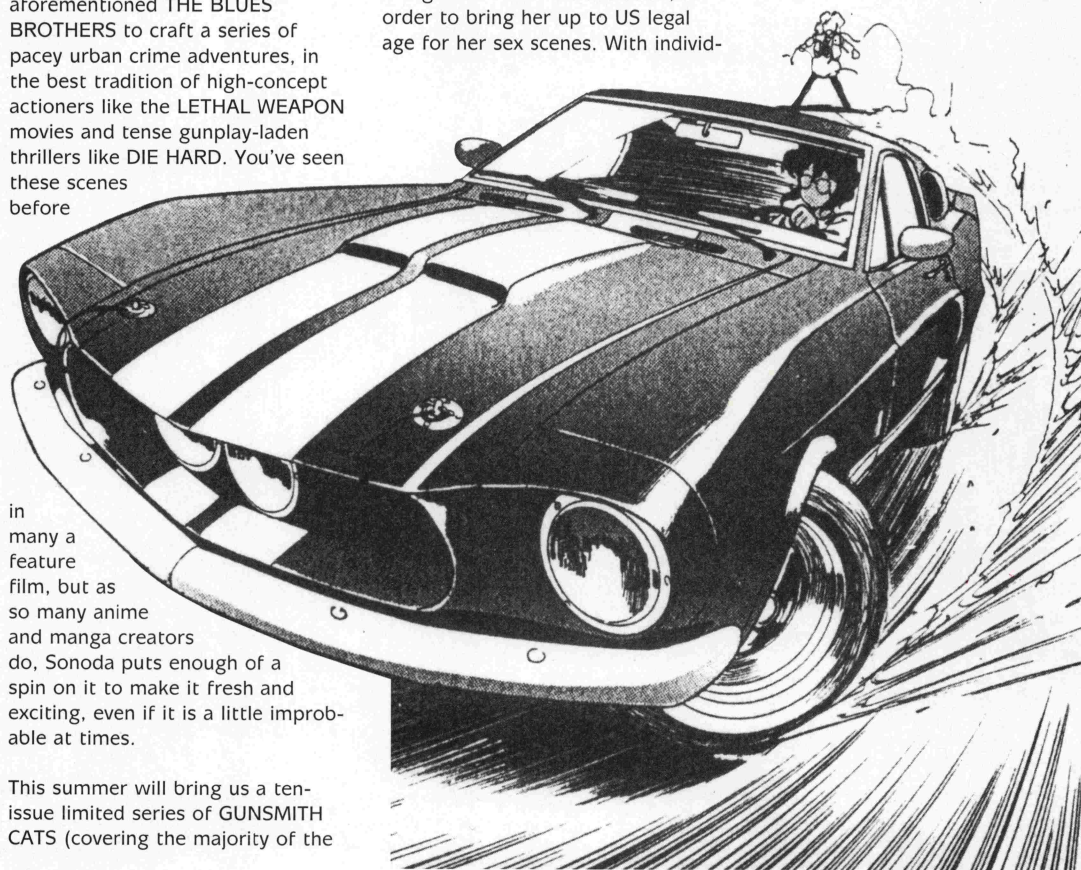 aforementioned THE BLUES
BROTHERS to craft a series of
pacey urban crime adventures, in
the best tradition of high-concept
actioners like the LETHAL WEAPON
movies and tense gunplay-laden
thrillers like DIE HARD. You've seen
these scenes
before
in
many a
feature
film, but as
so many anime
and manga creators
do, Sonoda puts enough of a
spin on it to make it fresh and
exciting, even if it is a little improb-
able at times.
This summer will bring us a ten-
issue limited series of GUNSMITH
CATS (covering the majority of the
order to bring her up to US legal
age for her sex scenes. With individ-